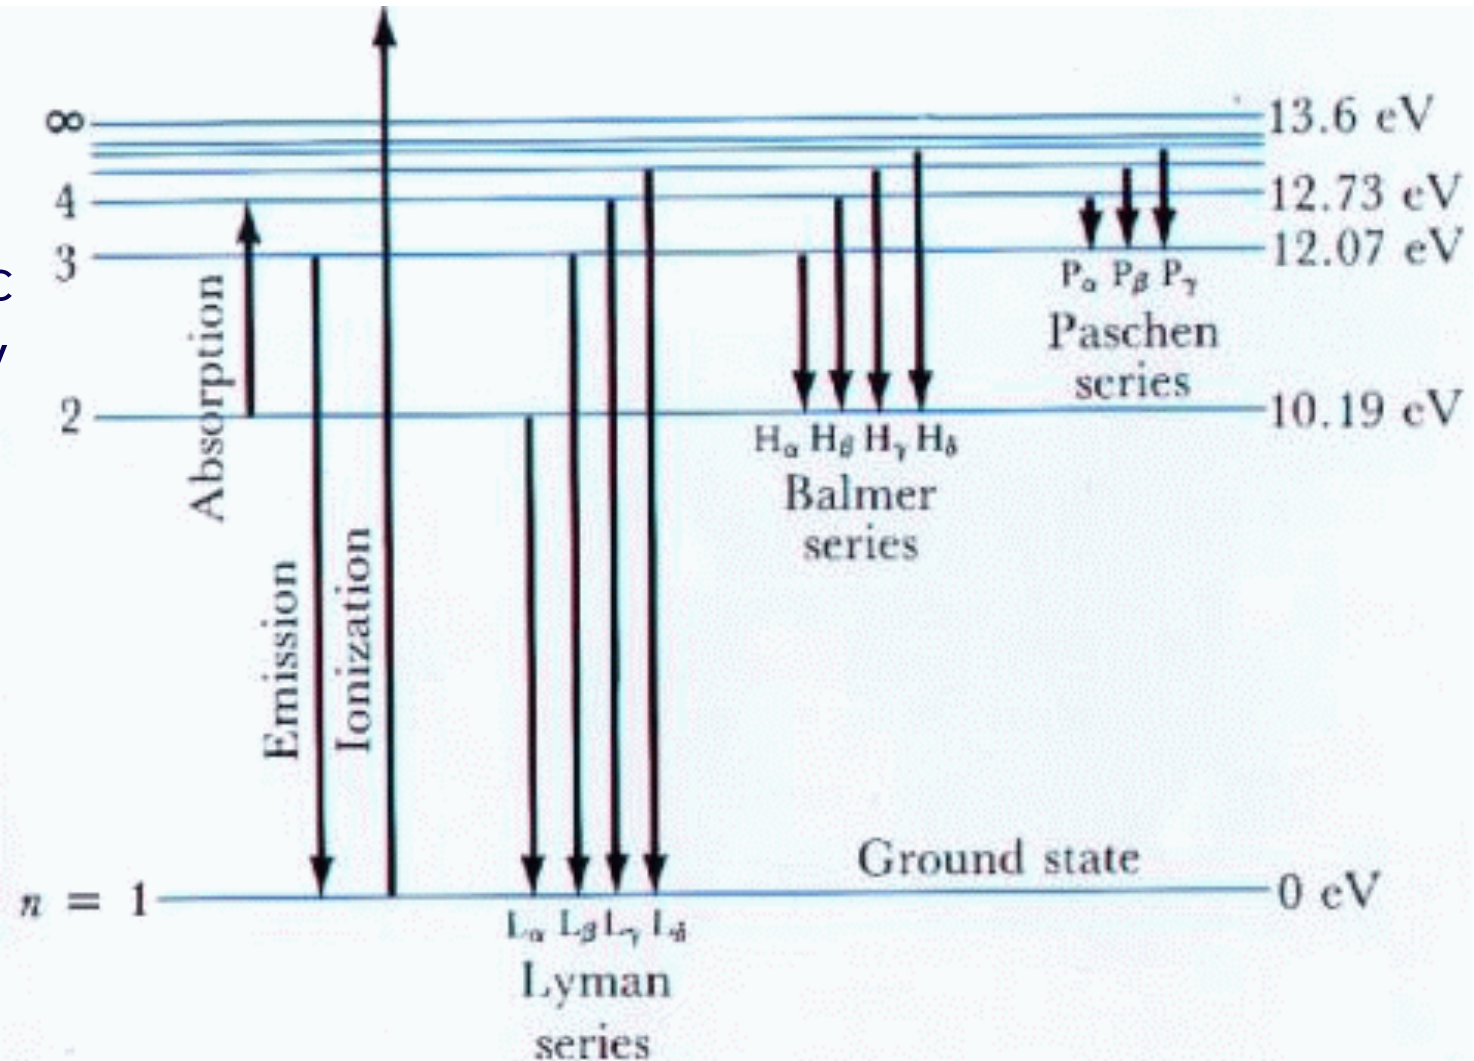 ∞
13.6 eV
4
12.73 eV
3
12.07 eV
C
y
Absorption
Pα Pβ Pγ
Paschen
series
2
10.19 eV
Hα Hβ Hγ Hδ
Balmer
series
Emission
Ionization
Ground state
n = 1
0 eV
Lα Lβ Lγ Lδ
Lyman
series